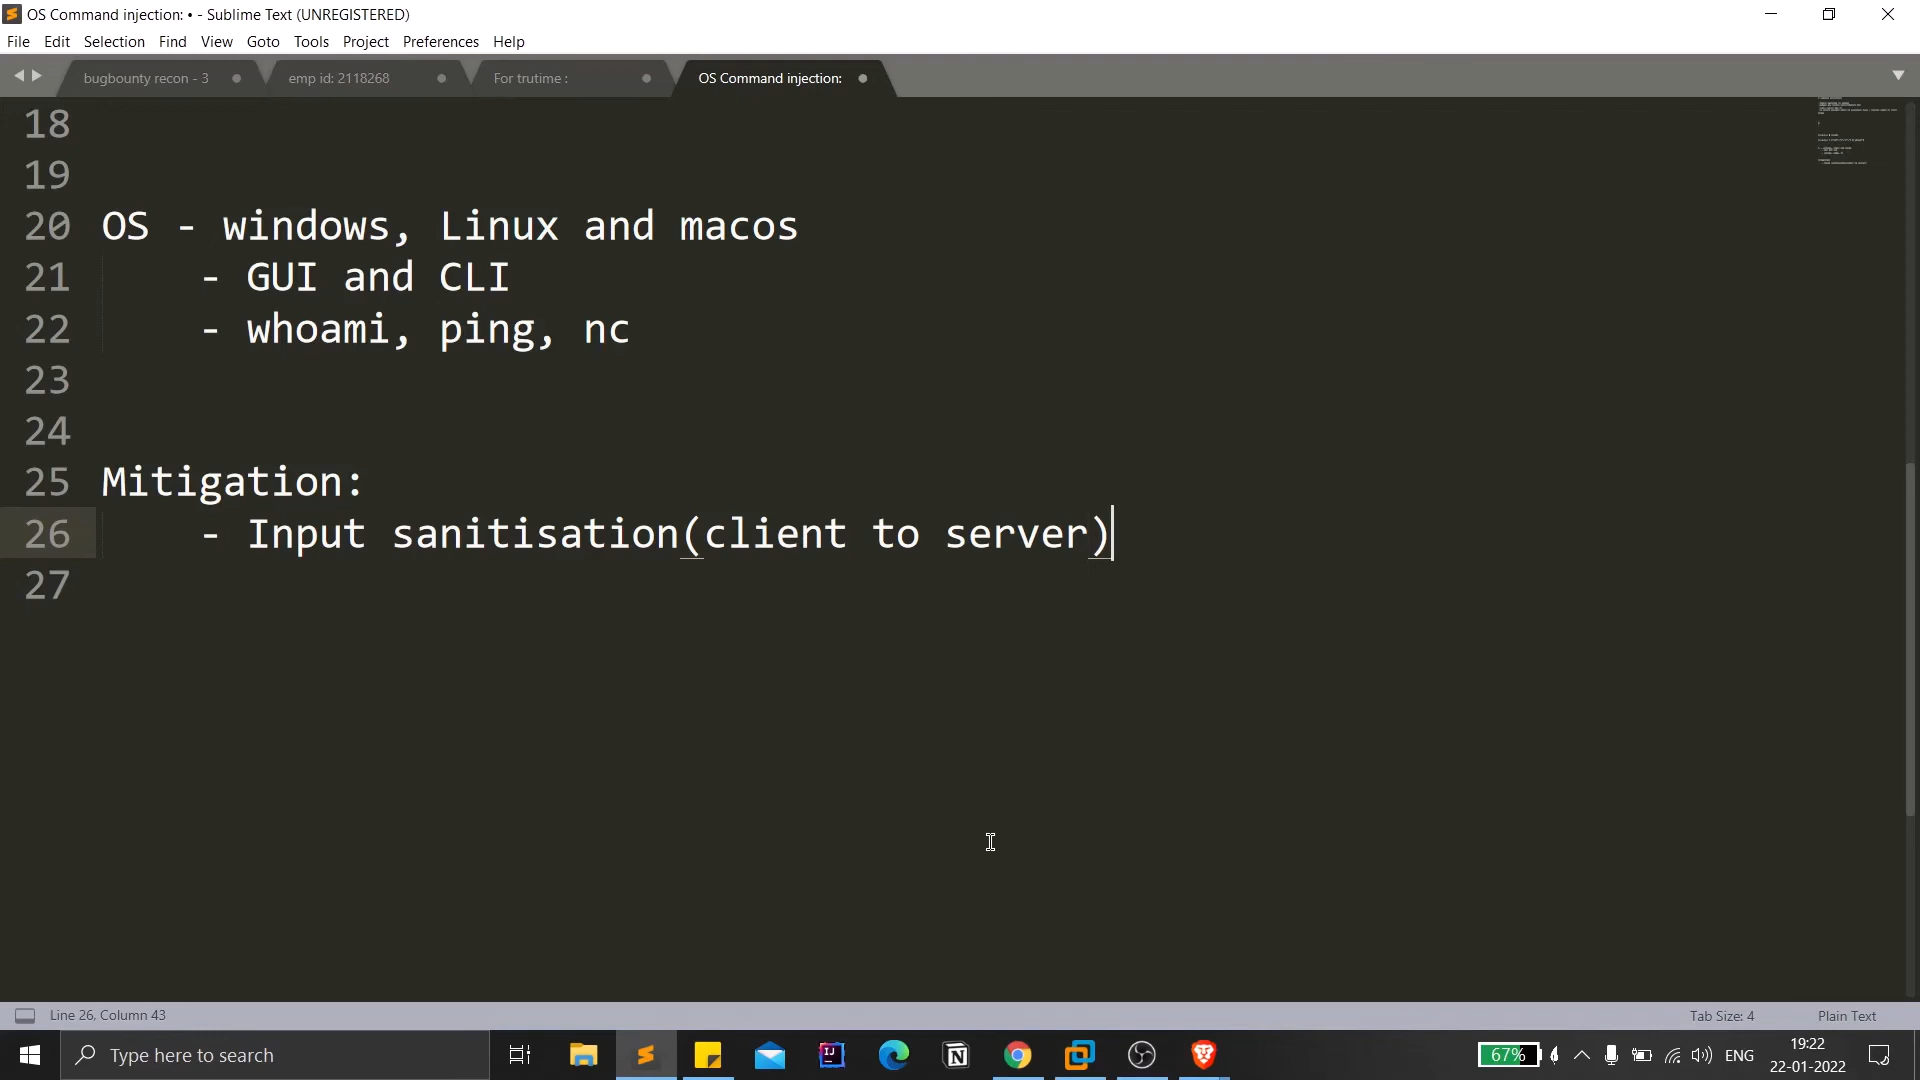 OS Command injection: • - Sublime Text (UNREGISTERED)
File Edit Selection Find View Goto Tools Project Preferences Help
bugbounty recon - 3 emp id: 2118268 For trutime : OS Command injection:
18
19
20 OS - windows, Linux and macos
21 - GUI and CLI
22 - whoami, ping, nc
23
24
25 Mitigation:
26 - Input sanitisation(client to server)
27
Line 26, Column 43 Tab Size: 4 Plain Text
Type here to search 67% ENG 19:22
22-01-2022